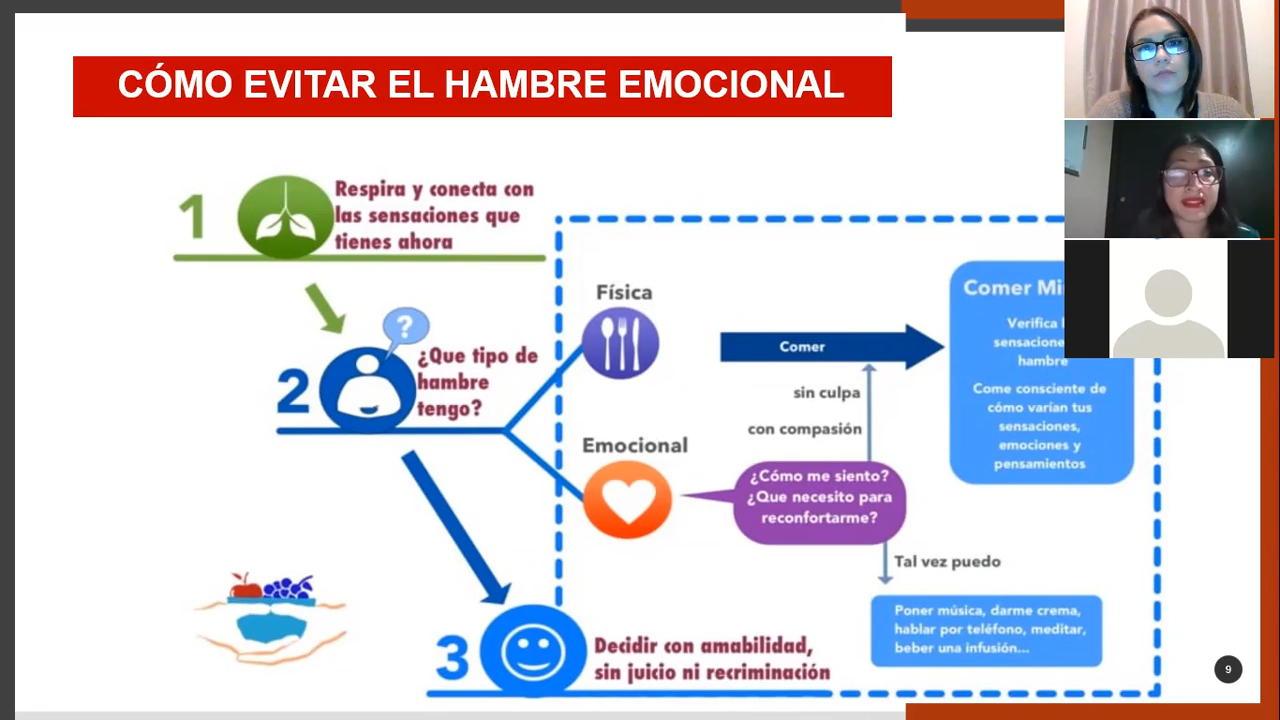 CÓMO EVITAR EL HAMBRE EMOCIONAL
1
Respira y conecta con
las sensaciones que
tienes ahora
?
2
¿Que tipo de
hambre
tengo?
Física
Comer
sin culpa
con compasión
Emocional
¿Cómo me siento?
¿Que necesito para
reconfortarme?
Comer
Verifica
hambre
Come consciente de
cómo varían tus
sensaciones,
emociones y
pensamientos
Tal vez puedo
Poner música, darme crema,
hablar por teléfono, meditar,
beber una infusión...
3
Decidir con amabilidad,
sin juicio ni recriminación
9